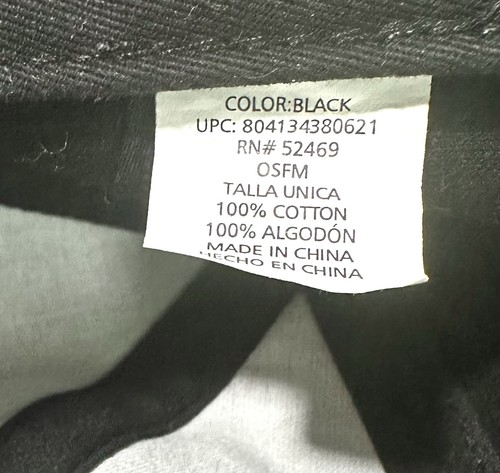 COLOR:BLACK
UPC: 804134380621
RN# 52469
OSFM
TALLA UNICA
100% COTTON
100% ALGODÓN
MADE IN CHINA
HECHO EN CHINA